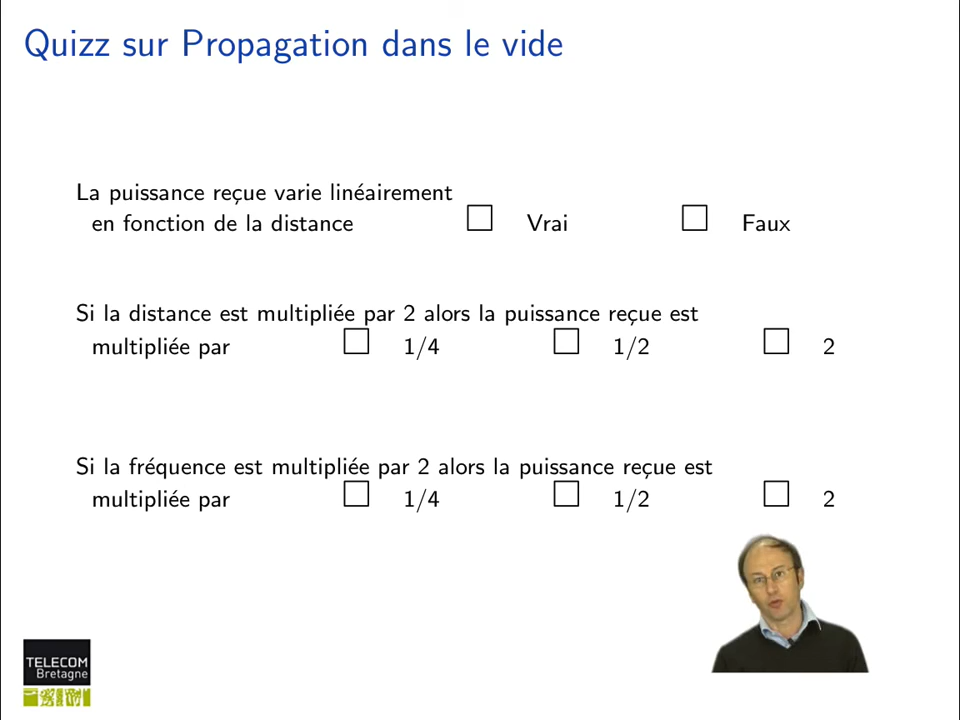 Quizz sur Propagation dans le vide
La puissance reçue varie linéairement
en fonction de la distance Vrai Faux
Si la distance est multipliée par 2 alors la puissance reçue est
multipliée par 1/4 1/2 2
Si la fréquence est multipliée par 2 alors la puissance reçue est
multipliée par 1/4 1/2 2
TELECOM
Bretagne